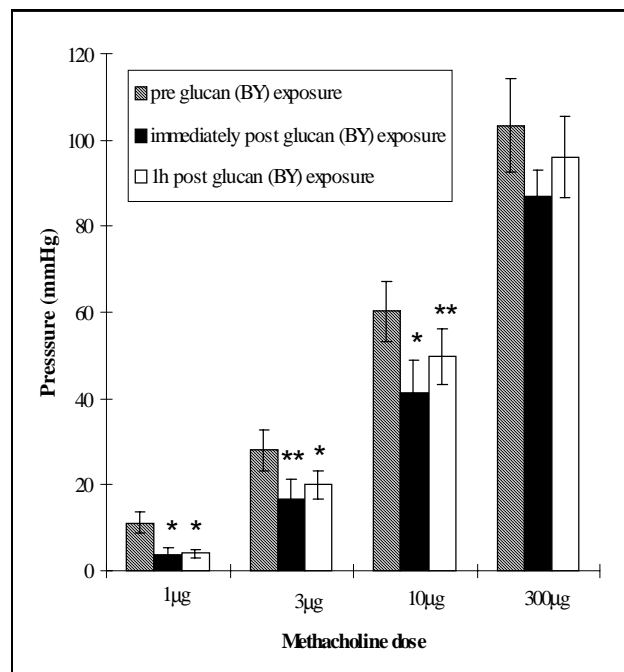 120
100
80
60
40
20
0
Presssure (mmHg)
pre glucan (BY) exposure
immediately post glucan (BY) exposure
1h post glucan (BY) exposure
* *
** *
* **
1µg 3µg 10µg 300µg
Methacholine dose